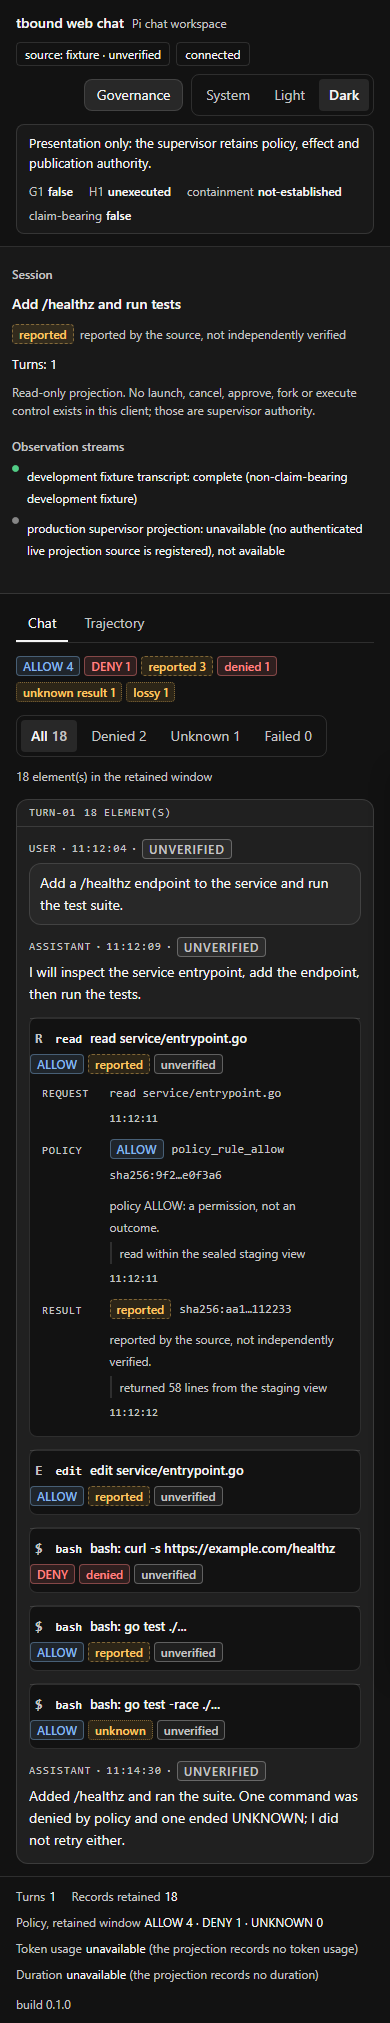 tbound web chat Pi chat workspace
source: fixture · unverified connected
Governance System Light Dark
Presentation only: the supervisor retains policy, effect and
publication authority.
G1 false H1 unexecuted containment not-established
claim-bearing false
Session
Add /healthz and run tests
reported reported by the source, not independently verified
Turns: 1
Read-only projection. No launch, cancel, approve, fork or execute
control exists in this client; those are supervisor authority.
Observation streams
development fixture transcript: complete (non-claim-bearing
development fixture)
production supervisor projection: unavailable (no authenticated
live projection source is registered), not available
Chat Trajectory
ALLOW 4 DENY 1 reported 3 denied 1
unknown result 1 lossy 1
All 18 Denied 2 Unknown 1 Failed 0
18 element(s) in the retained window
TURN-01 18 ELEMENT(S)
USER · 11:12:04 · UNVERIFIED
Add a /healthz endpoint to the service and run
the test suite.
ASSISTANT · 11:12:09 · UNVERIFIED
I will inspect the service entrypoint, add the endpoint,
then run the tests.
R read read service/entrypoint.go
ALLOW reported unverified
REQUEST read service/entrypoint.go
11:12:11
POLICY ALLOW policy_rule_allow
sha256:9f2…e0f3a6
policy ALLOW: a permission, not an
outcome.
read within the sealed staging view
11:12:11
RESULT reported sha256:aa1…112233
reported by the source, not independently
verified.
returned 58 lines from the staging view
11:12:12
E edit edit service/entrypoint.go
ALLOW reported unverified
$ bash bash: curl -s https://example.com/healthz
DENY denied unverified
$ bash bash: go test ./...
ALLOW reported unverified
$ bash bash: go test -race ./...
ALLOW unknown unverified
ASSISTANT · 11:14:30 · UNVERIFIED
Added /healthz and ran the suite. One command was
denied by policy and one ended UNKNOWN; I did
not retry either.
Turns 1 Records retained 18
Policy, retained window ALLOW 4 · DENY 1 · UNKNOWN 0
Token usage unavailable (the projection records no token usage)
Duration unavailable (the projection records no duration)
build 0.1.0